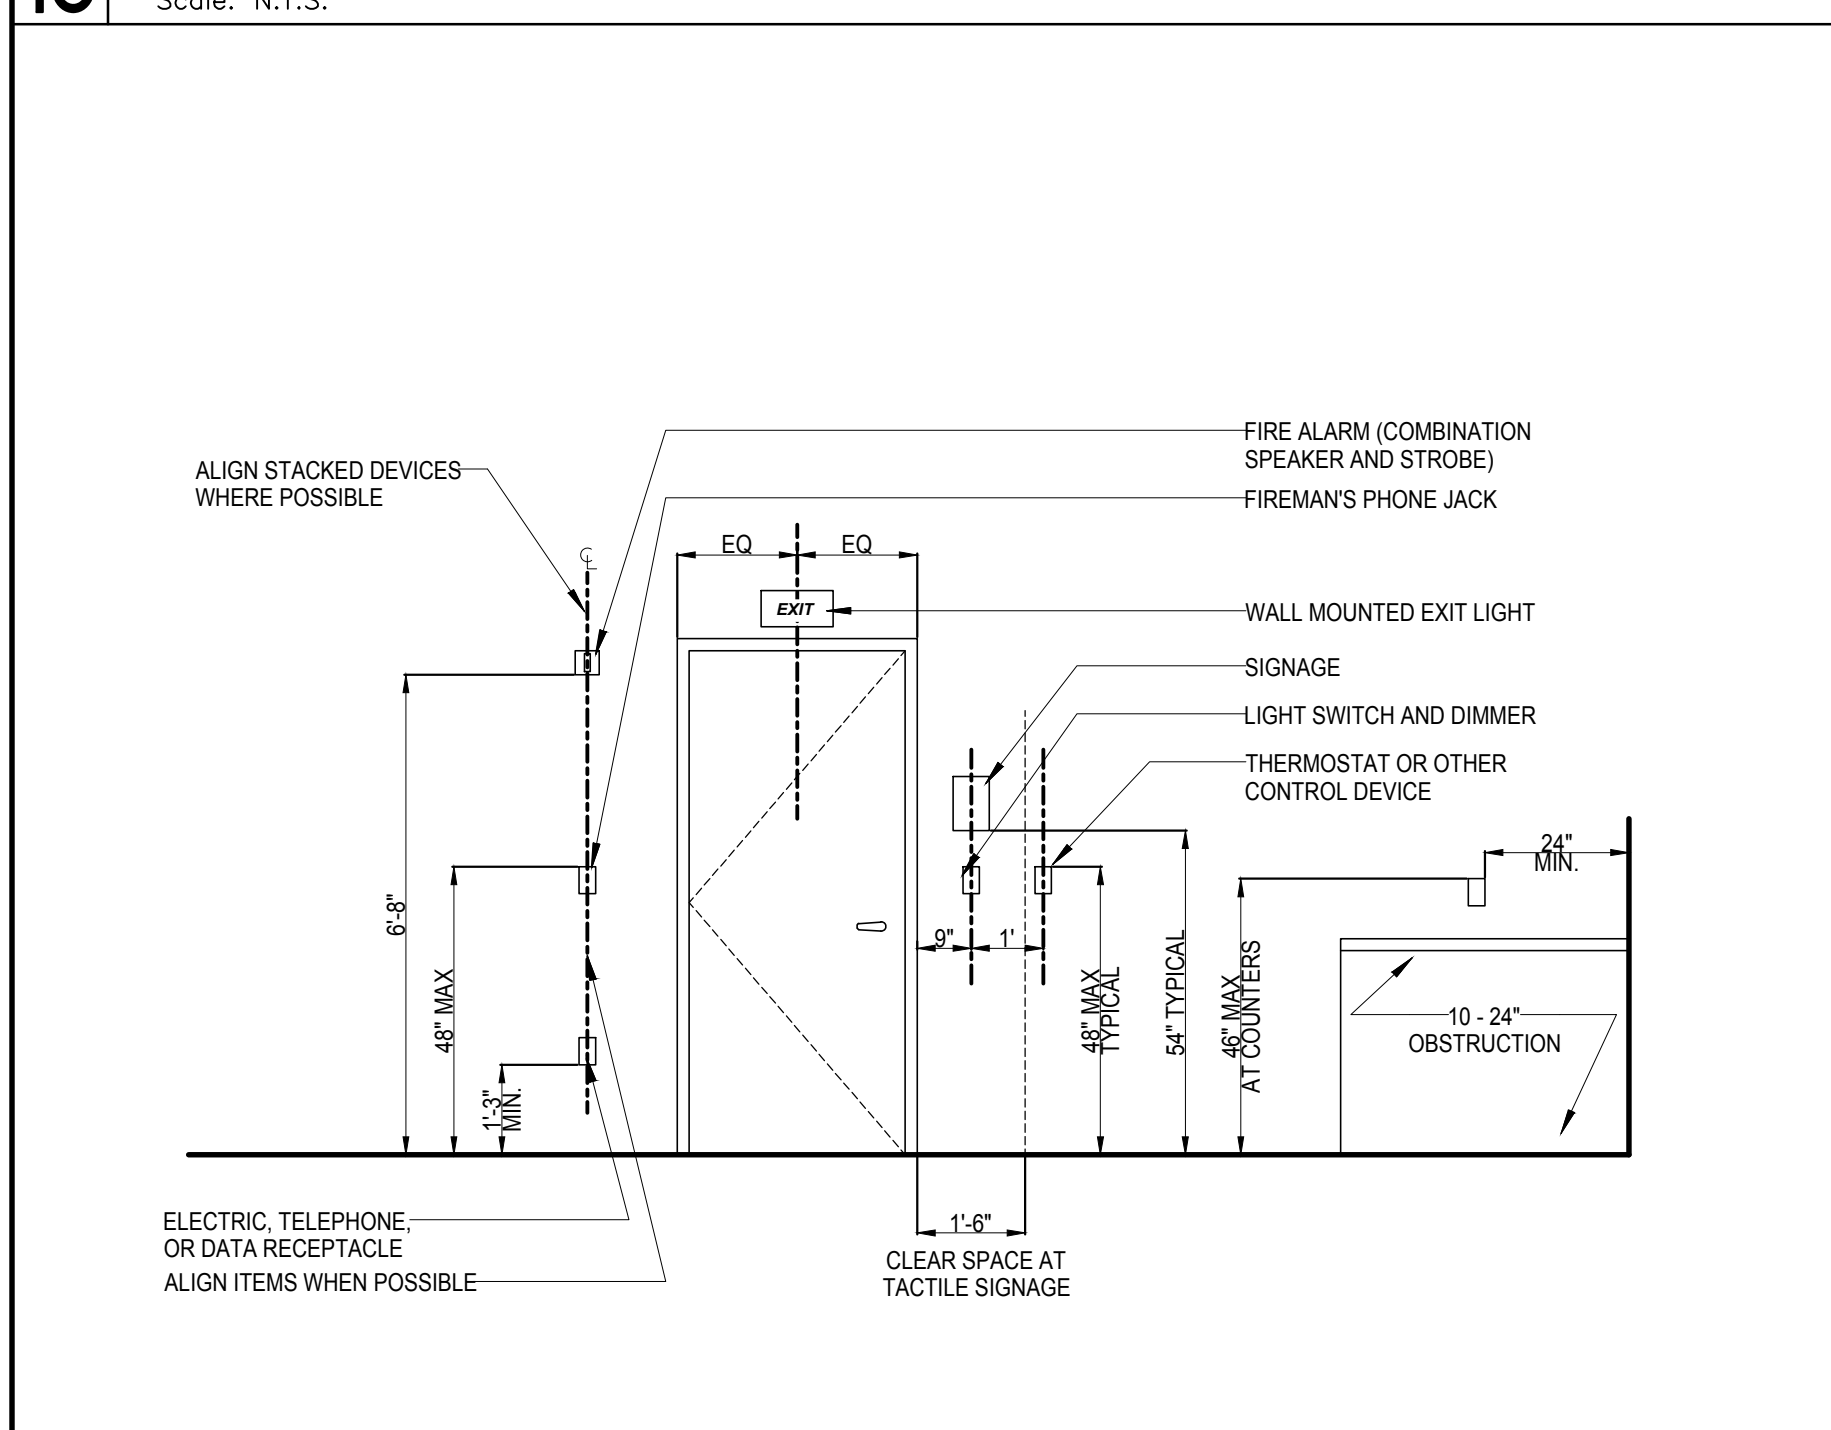 Scale: N.T.S.
FIRE ALARM (COMBINATION
SPEAKER AND STROBE)
ALIGN STACKED DEVICES
WHERE POSSIBLE
FIREMAN'S PHONE JACK
EQ
EQ
EXIT
WALL MOUNTED EXIT LIGHT
SIGNAGE
LIGHT SWITCH AND DIMMER
THERMOSTAT OR OTHER
CONTROL DEVICE
24"
MIN.
6'-8"
48" MAX
1'-3"
MIN.
9"
1'
48" MAX
TYPICAL
54" TYPICAL
46" MAX
AT COUNTERS
10 - 24"
OBSTRUCTION
ELECTRIC, TELEPHONE,
OR DATA RECEPTACLE
ALIGN ITEMS WHEN POSSIBLE
1'-6"
CLEAR SPACE AT
TACTILE SIGNAGE